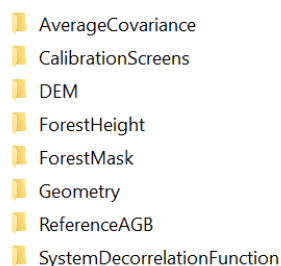 AverageCovariance
CalibrationScreens
DEM
ForestHeight
ForestMask
Geometry
ReferenceAGB
SystemDecorrelationFunction